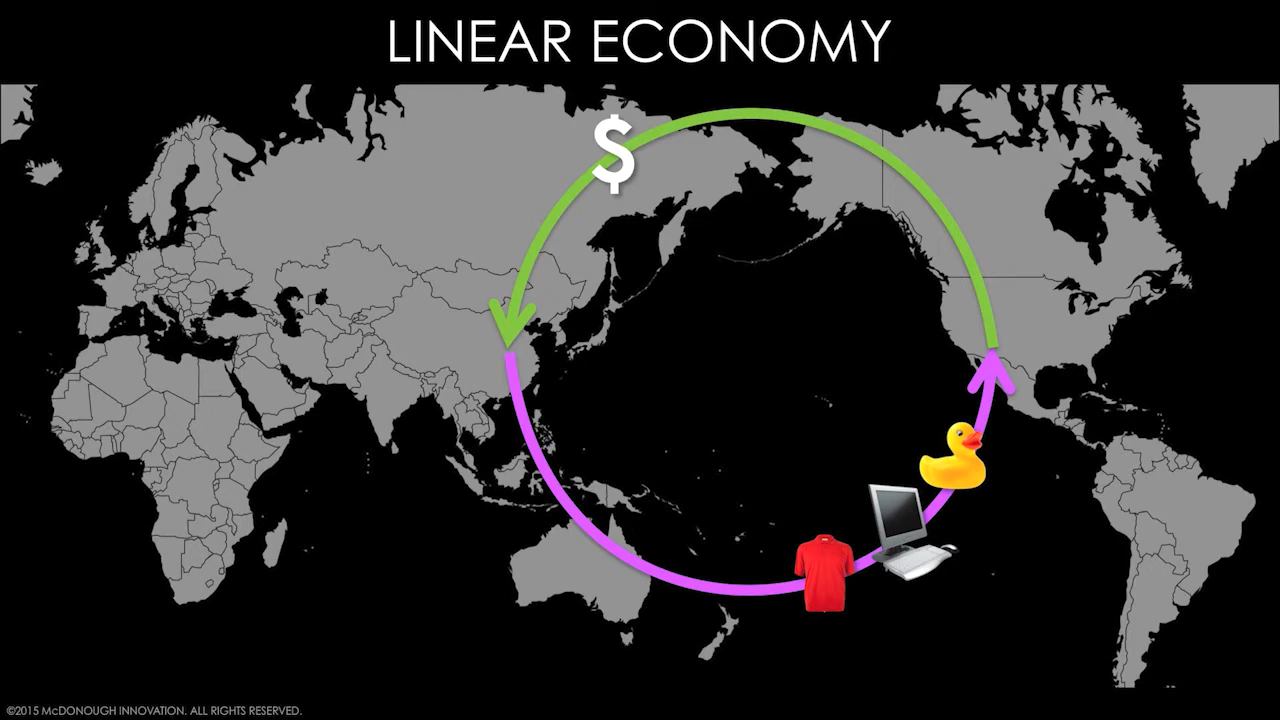 LINEAR ECONOMY
$
©2015 McDONOUGH INNOVATION. ALL RIGHTS RESERVED.